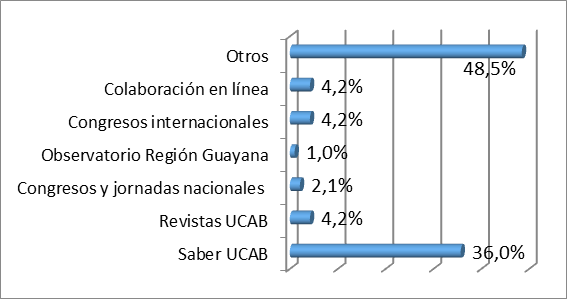 Otros 48,5%
Colaboración en línea 4,2%
Congresos internacionales 4,2%
Observatorio Región Guayana 1,0%
Congresos y jornadas nacionales 2,1%
Revistas UCAB 4,2%
Saber UCAB 36,0%